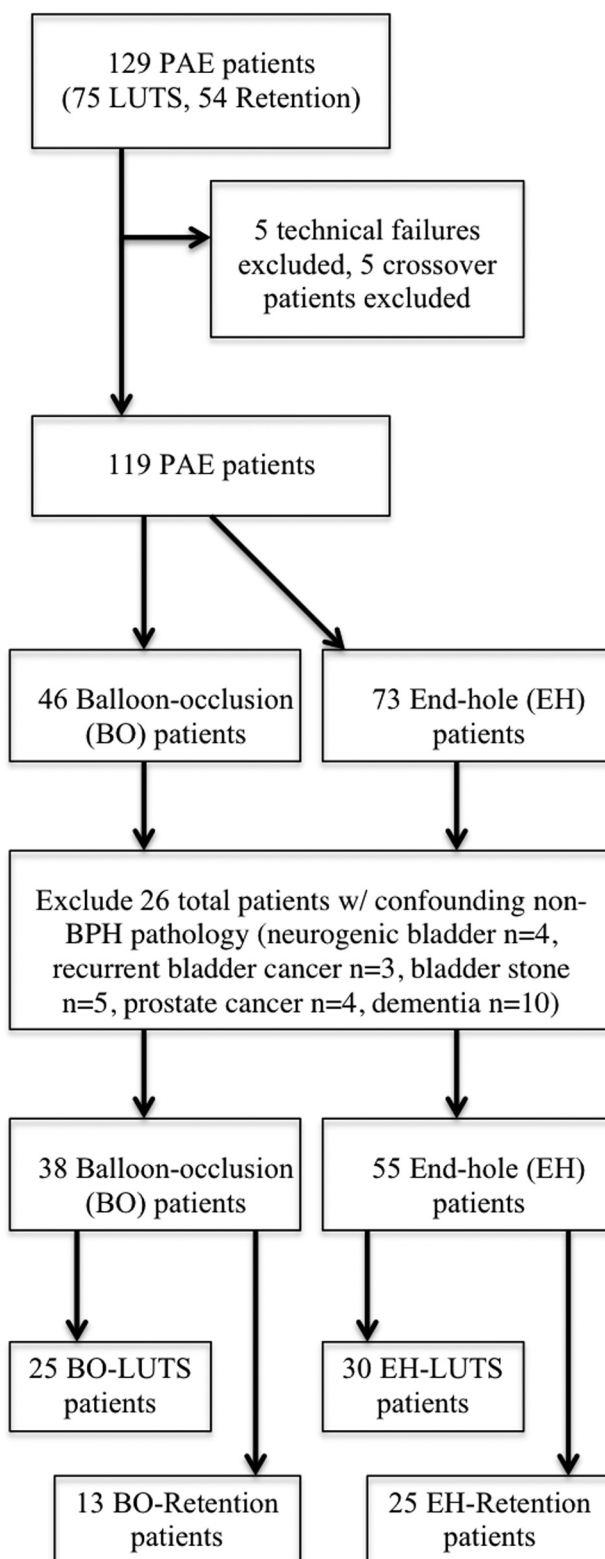 129 PAE patients
(75 LUTS, 54 Retention)
5 technical failures
excluded, 5 crossover
patients excluded
119 PAE patients
46 Balloon-occlusion
(BO) patients
73 End-hole (EH)
patients
Exclude 26 total patients w/ confounding non-
BPH pathology (neurogenic bladder n=4,
recurrent bladder cancer n=3, bladder stone
n=5, prostate cancer n=4, dementia n=10)
38 Balloon-occlusion
(BO) patients
55 End-hole (EH)
patients
25 BO-LUTS
patients
30 EH-LUTS
patients
13 BO-Retention
patients
25 EH-Retention
patients